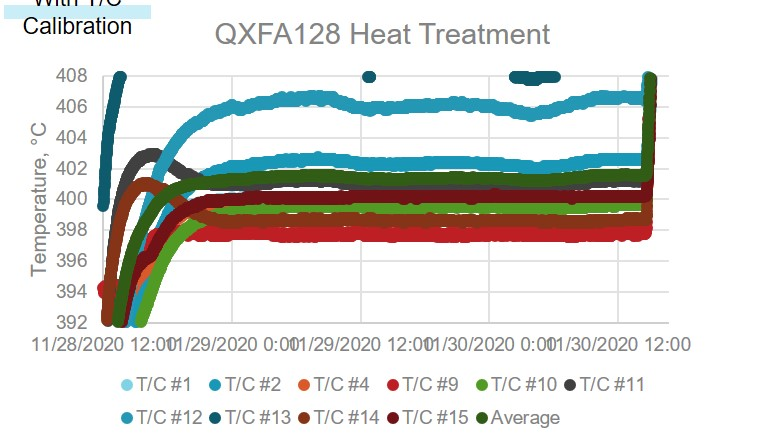 With T/C
Calibration
QXFA128 Heat Treatment
Temperature, °C
408
406
404
402
400
398
396
394
392
11/28/2020 12:00 11/29/2020 0:00 11/29/2020 12:00 11/30/2020 0:00 11/30/2020 12:00
T/C #1 T/C #2 T/C #4 T/C #9 T/C #10 T/C #11
T/C #12 T/C #13 T/C #14 T/C #15 Average